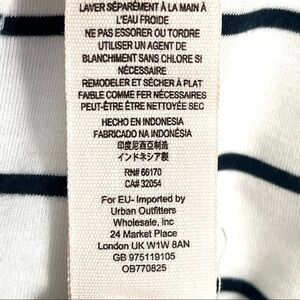 LAVER SÉPARÉMENT À LA MAIN À
L'EAU FROIDE
NE PAS ESSORER OU TORDRE
UTILISER UN AGENT DE
BLANCHIMENT SANS CHLORE SI
NÉCESSAIRE
REMODELER ET SÉCHER À PLAT
FAIBLE COMME FER NÉCESSAIRES
PEUT-ÊTRE ÊTRE NETTOYÉE SEC
HECHO EN INDONESIA
FABRICADO NA INDONÉSIA
印度尼西亞制造
インドネシア製
RN# 66170
CA# 32054
For EU- Imported by
Urban Outfitters
Wholesale, Inc
24 Market Place
London UK W1W 8AN
GB 975119105
OB770825